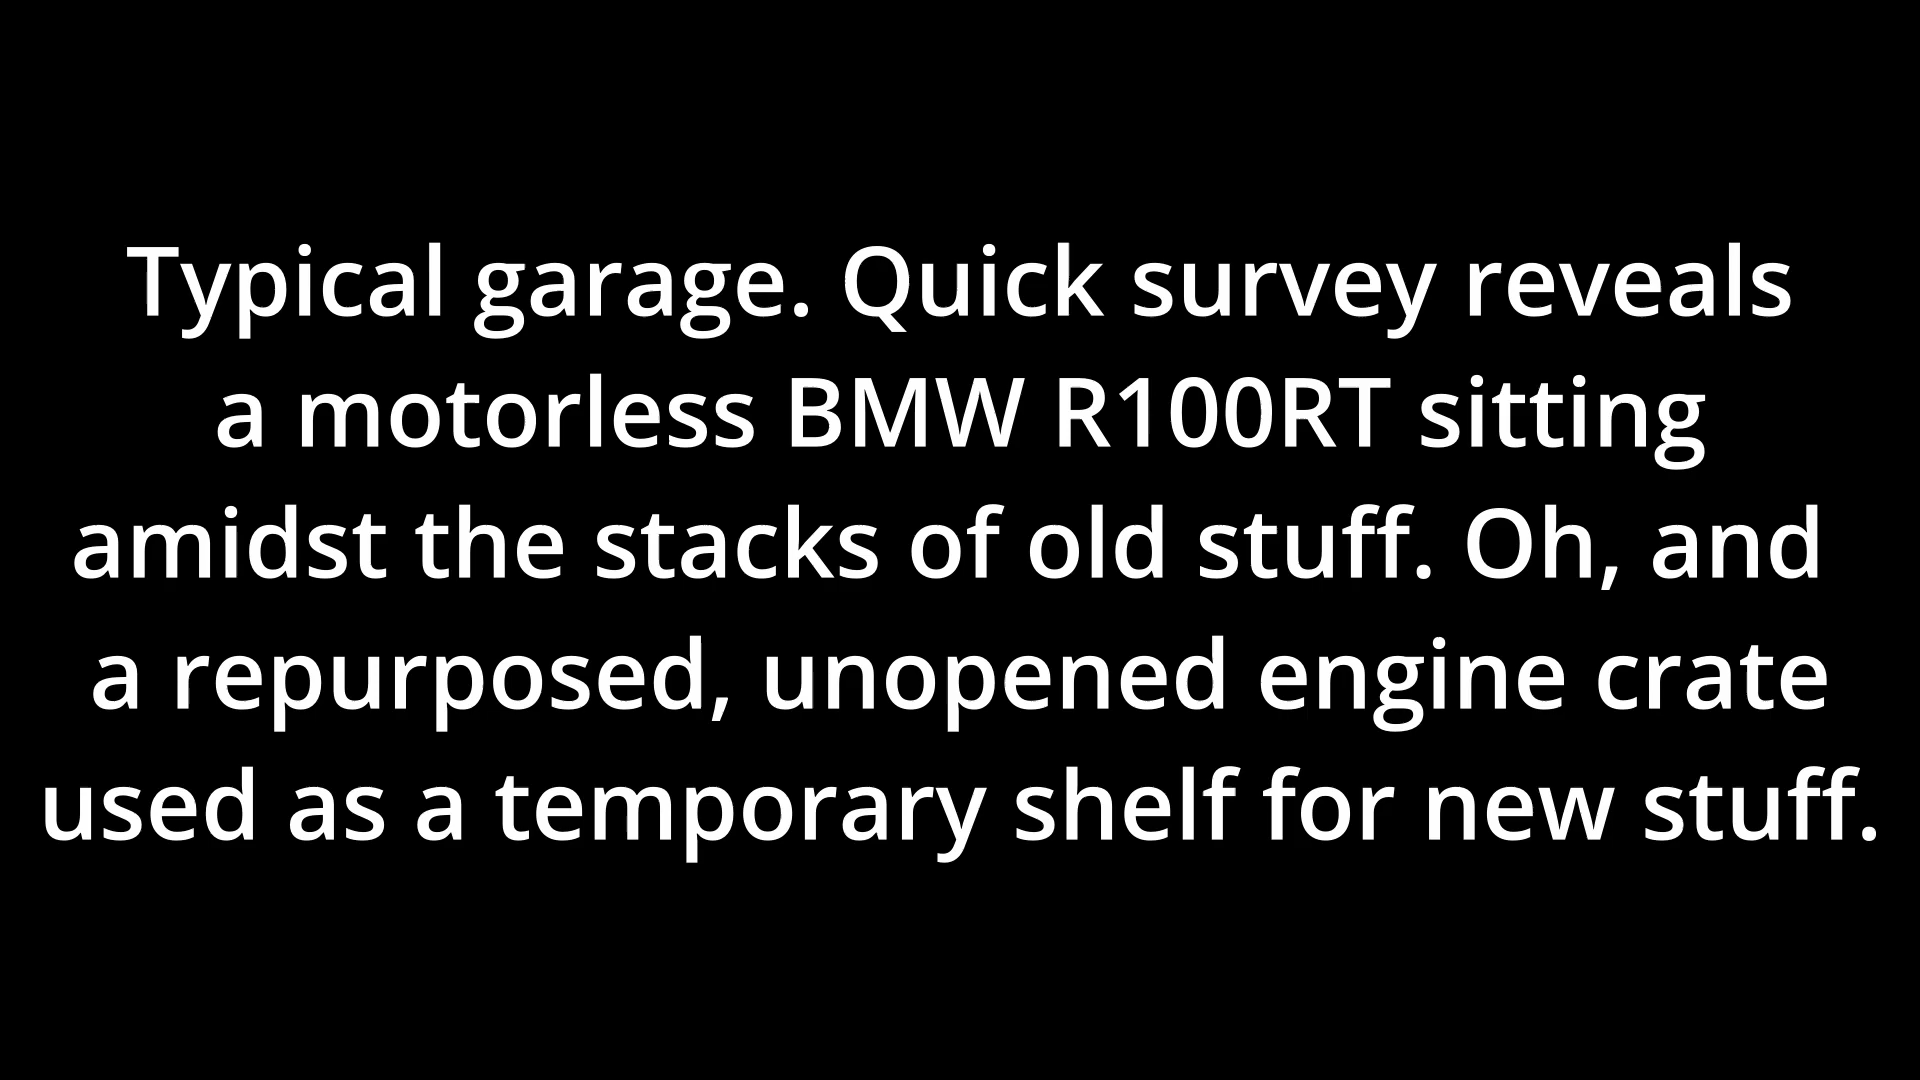 Typical garage. Quick survey reveals
a motorless BMW R100RT sitting
amidst the stacks of old stuff. Oh, and
a repurposed, unopened engine crate
used as a temporary shelf for new stuff.